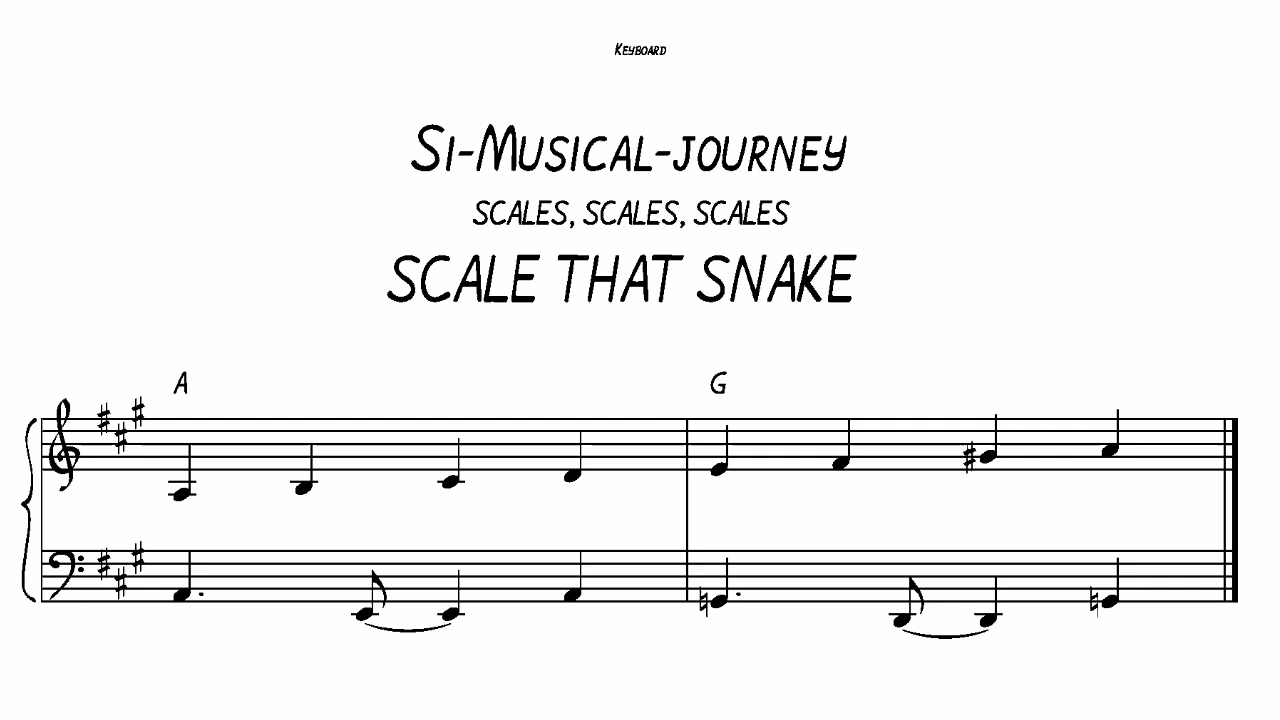 KEYBOARD
SI-MUSICAL-JOURNEY
SCALES, SCALES, SCALES
SCALE THAT SNAKE
A G